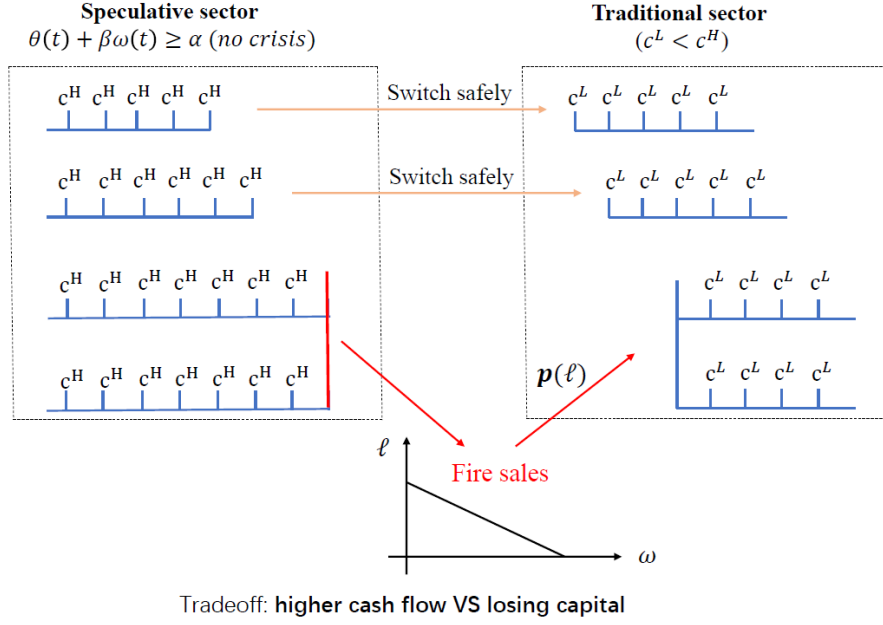 Speculative sector
θ(t) + βω(t) ≥ α (no crisis)
Traditional sector
(c^L < c^H)
c^H c^H c^H c^H c^H
Switch safely
c^L c^L c^L c^L c^L
c^H c^H c^H c^H c^H c^H
Switch safely
c^L c^L c^L c^L c^L
c^H c^H c^H c^H c^H c^H c^H
c^L c^L c^L c^L
c^H c^H c^H c^H c^H c^H c^H
p(ℓ)
c^L c^L c^L c^L
ℓ
Fire sales
ω
Tradeoff: higher cash flow VS losing capital